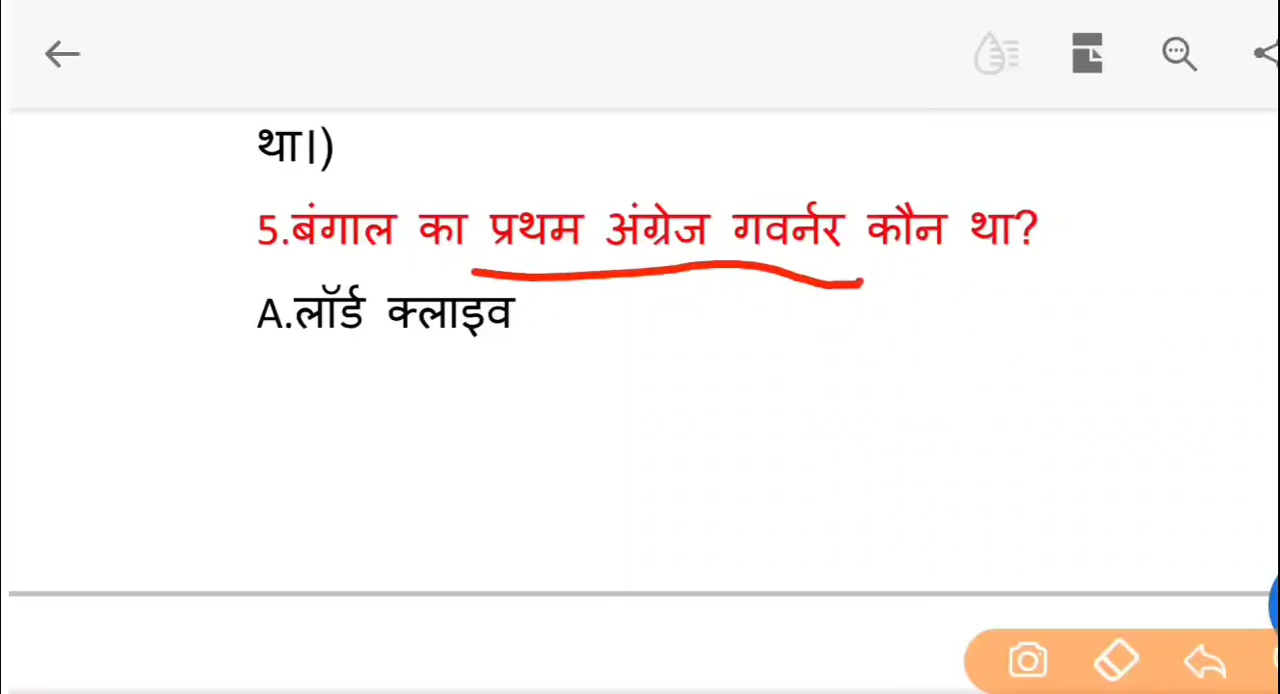 था।)
5.बंगाल का प्रथम अंग्रेज गवर्नर कौन था?
A.लॉर्ड क्लाइव